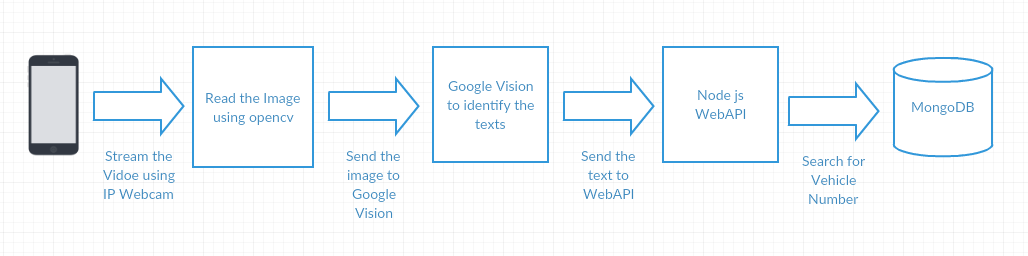 Stream the
Vidoe using
IP Webcam
Read the Image
using opencv
Send the
image to
Google
Vision
Google Vision
to identify the
texts
Send the
text to
WebAPI
Node js
WebAPI
Search for
Vehicle
Number
MongoDB